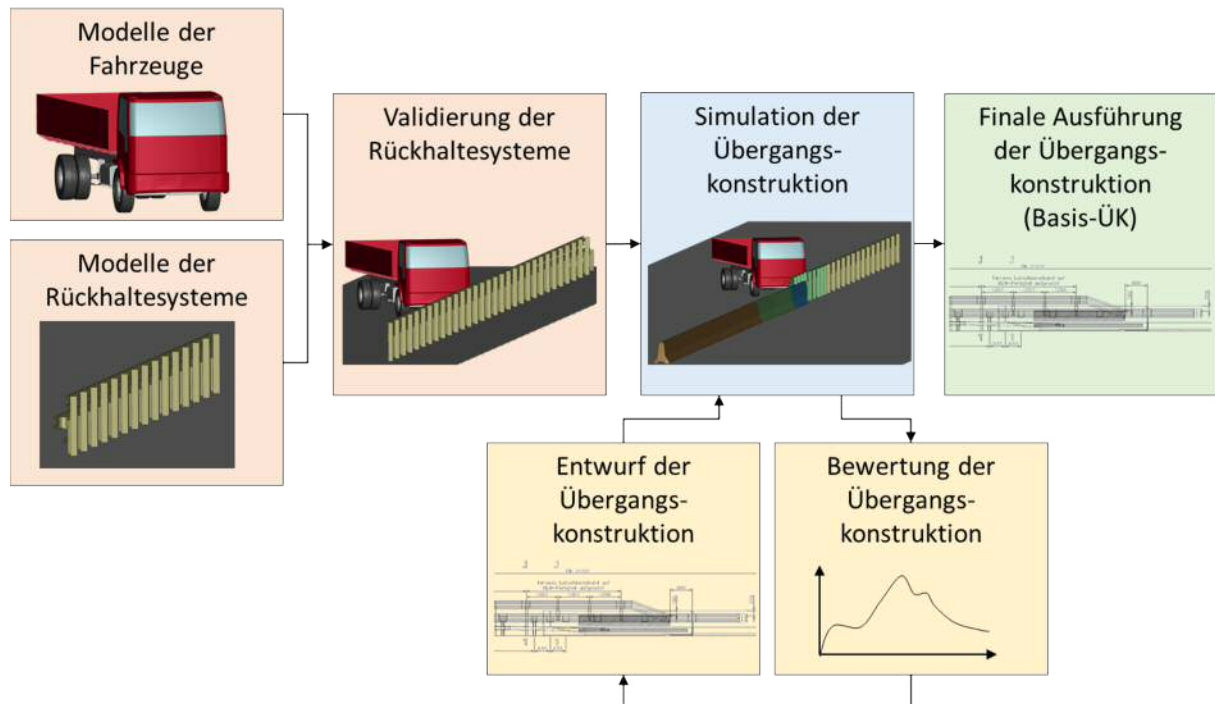 Modelle der
Fahrzeuge
Modelle der
Rückhaltesysteme
Validierung der
Rückhaltesysteme
Simulation der
Übergangs-
konstruktion
Finale Ausführung
der Übergangs-
konstruktion
(Basis-ÜK)
Entwurf der
Übergangs-
konstruktion
Bewertung der
Übergangs-
konstruktion